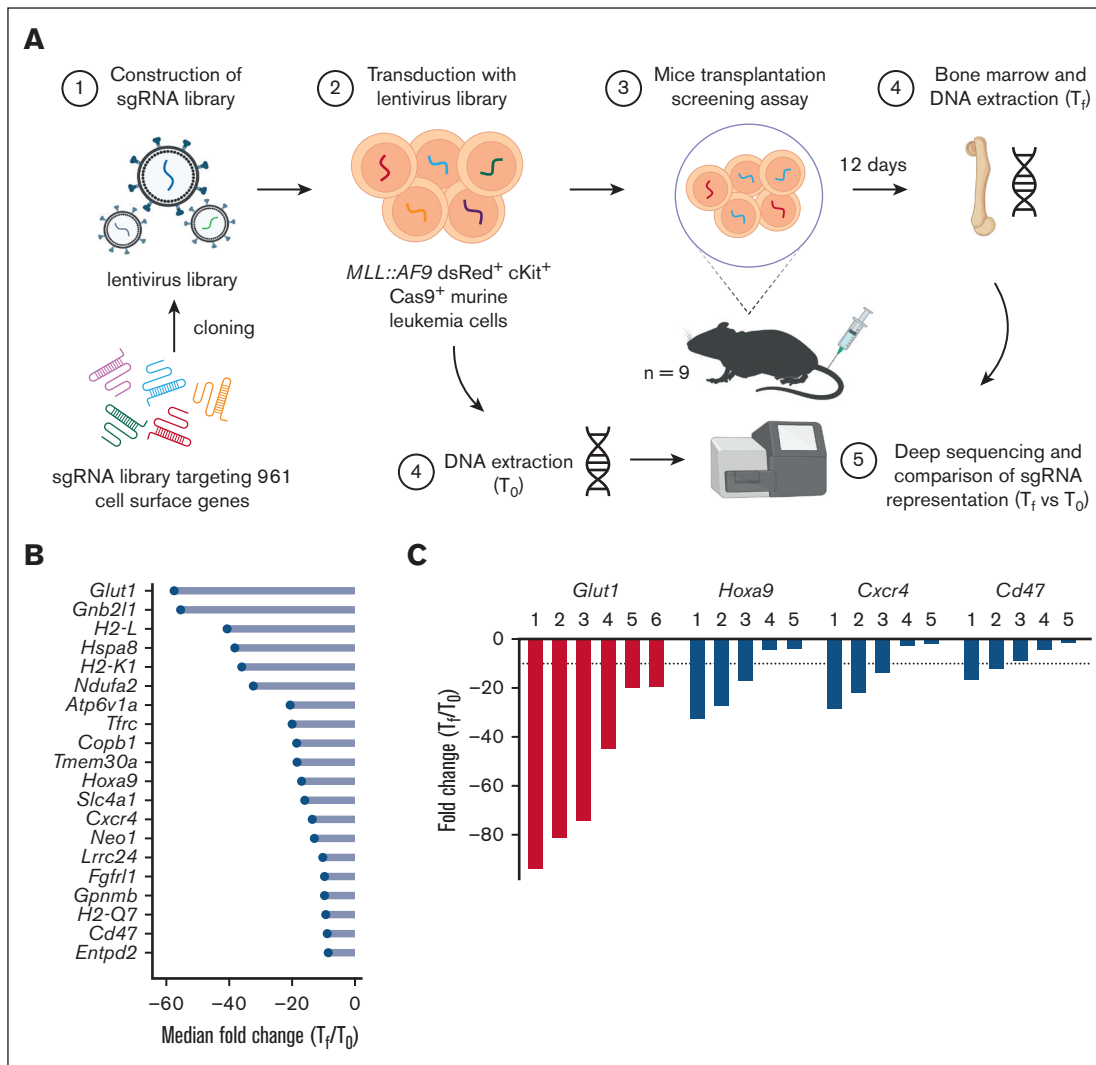 A
1
Construction of
sgRNA library
2
Transduction with
lentivirus library
3
Mice transplantation
screening assay
4
Bone marrow and
DNA extraction (Tf)
12 days
lentivirus library
cloning
sgRNA library targeting 961
cell surface genes
MLL::AF9 dsRed+ cKit+
Cas9+ murine
leukemia cells
n = 9
4
DNA extraction
(T0)
5
Deep sequencing and
comparison of sgRNA
representation (Tf vs T0)
B
Glut1
Gnb2l1
H2-L
Hspa8
H2-K1
Ndufa2
Atp6v1a
Tfrc
Copb1
Tmem30a
Hoxa9
Slc4a1
Cxcr4
Neo1
Lrrc24
Fgfrl1
Gpnmb
H2-Q7
Cd47
Entpd2
−60 −40 −20 0
Median fold change (Tf/T0)
C
Glut1 Hoxa9 Cxcr4 Cd47
1 2 3 4 5 6 1 2 3 4 5 1 2 3 4 5 1 2 3 4 5
0
−20
−40
−60
−80
Fold change (Tf/T0)